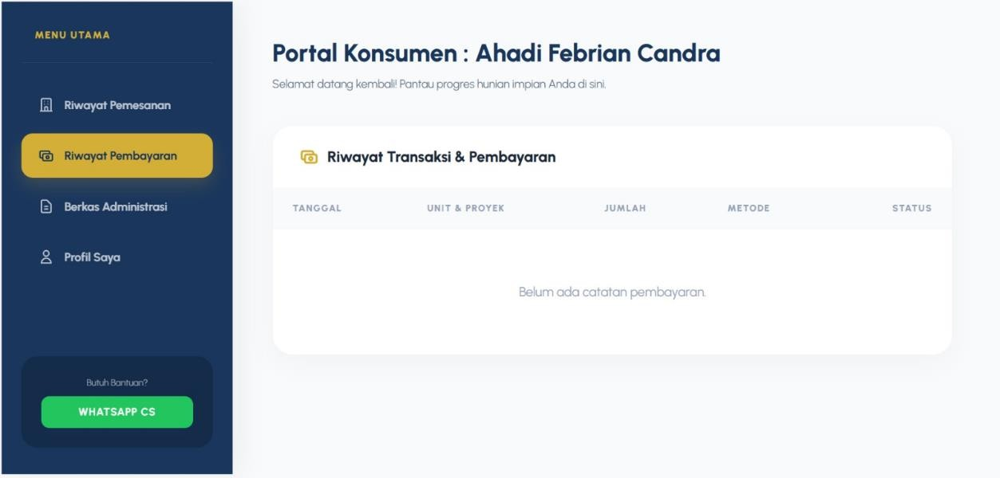 MENU UTAMA
Riwayat Pemesanan
Riwayat Pembayaran
Berkas Administrasi
Profil Saya
Butuh Bantuan?
WHATSAPP CS
Portal Konsumen : Ahadi Febrian Candra
Selamat datang kembali! Pantau progres hunian impian Anda di sini.
Riwayat Transaksi & Pembayaran
TANGGAL UNIT & PROYEK JUMLAH METODE STATUS
Belum ada catatan pembayaran.